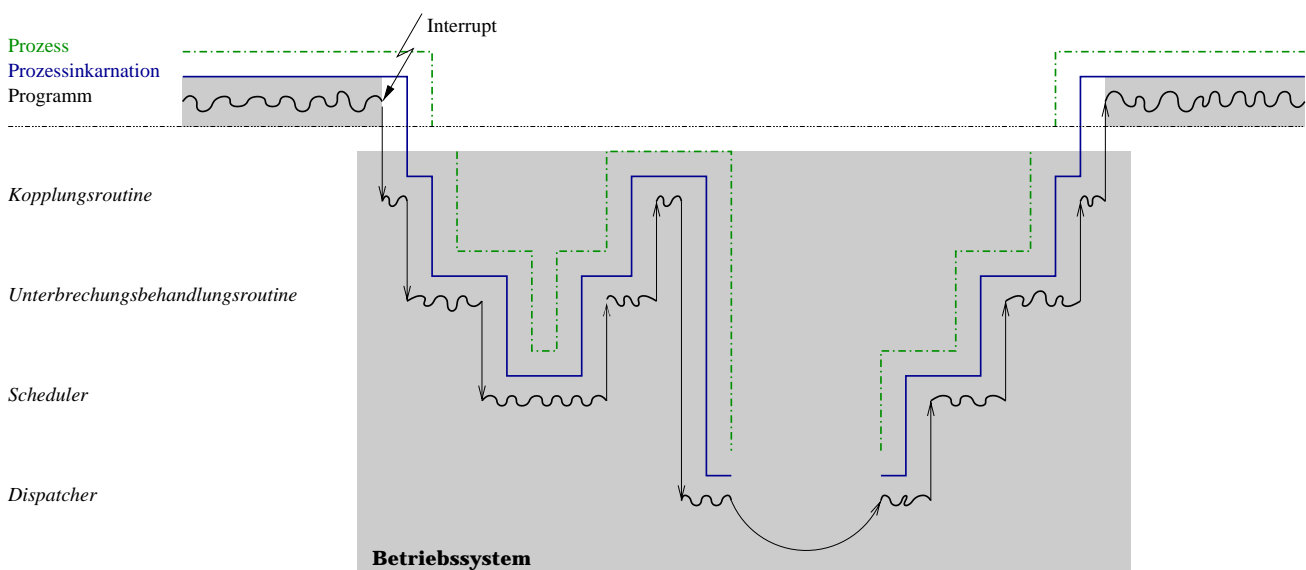 Interrupt
Prozess
Prozessinkarnation
Programm
Kopplungsroutine
Unterbrechungsbehandlungsroutine
Scheduler
Dispatcher
Betriebssystem